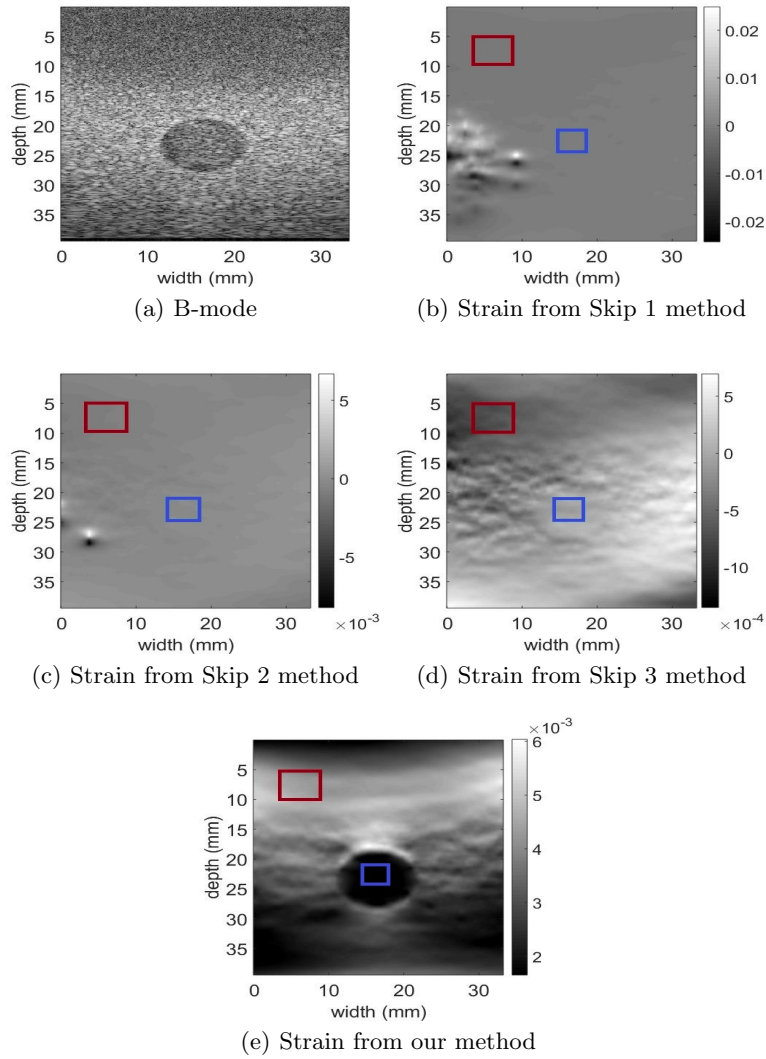 5
10
15
20
25
30
35
depth (mm)
0 10 20 30
width (mm)
(a) B-mode
5
10
15
20
25
30
35
depth (mm)
0 10 20 30
width (mm)
0.02
0.01
0
-0.01
-0.02
(b) Strain from Skip 1 method
5
10
15
20
25
30
35
depth (mm)
0 10 20 30
width (mm)
5
0
-5
×10⁻³
(c) Strain from Skip 2 method
5
10
15
20
25
30
35
depth (mm)
0 10 20 30
width (mm)
5
0
-5
-10
×10⁻⁴
(d) Strain from Skip 3 method
5
10
15
20
25
30
35
depth (mm)
0 10 20 30
width (mm)
×10⁻³
6
5
4
3
2
(e) Strain from our method